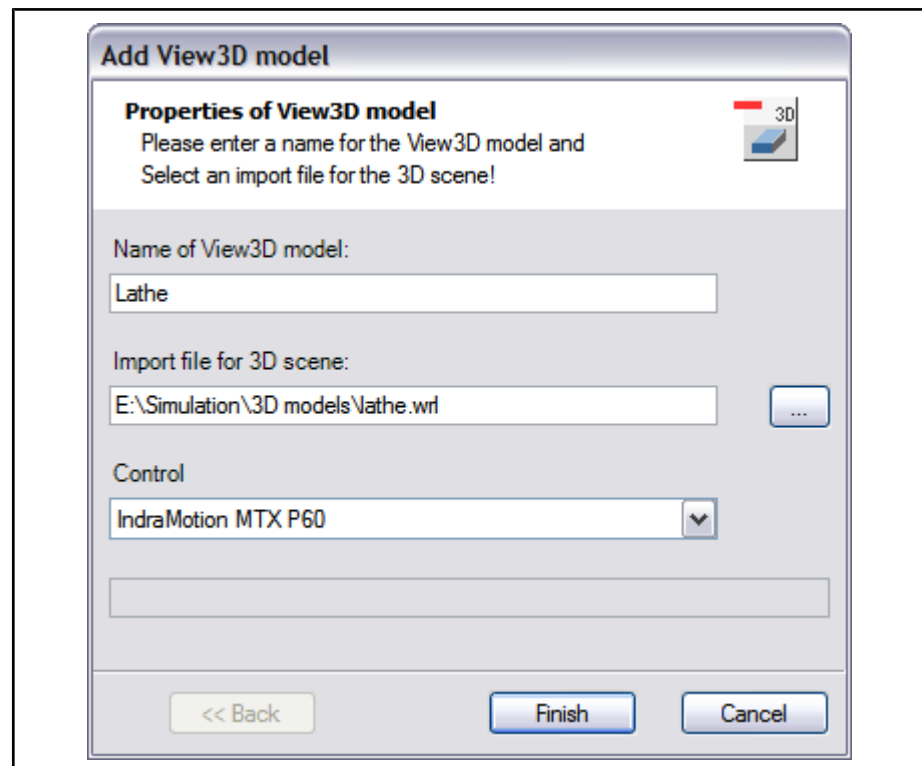 Add View3D model
Properties of View3D model
Please enter a name for the View3D model and
Select an import file for the 3D scene!
3D
Name of View3D model:
Lathe
Import file for 3D scene:
E:\Simulation\3D models\lathe.wrl
...
Control
IndraMotion MTX P60
<< Back
Finish
Cancel